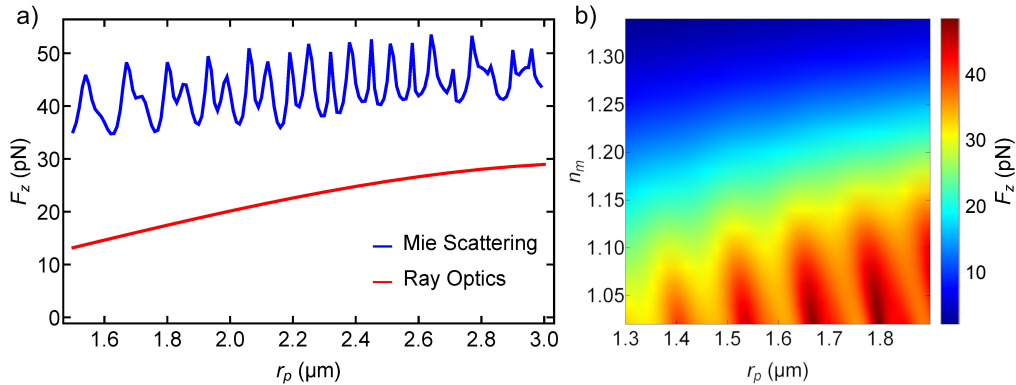 a)
50
40
30
20
10
0
F_z (pN)
Mie Scattering
Ray Optics
1.6 1.8 2.0 2.2 2.4 2.6 2.8 3.0
r_p (µm)
b)
1.30
1.25
1.20
1.15
1.10
1.05
n_m
1.3 1.4 1.5 1.6 1.7 1.8
r_p (µm)
40
30
20
10
F_z (pN)